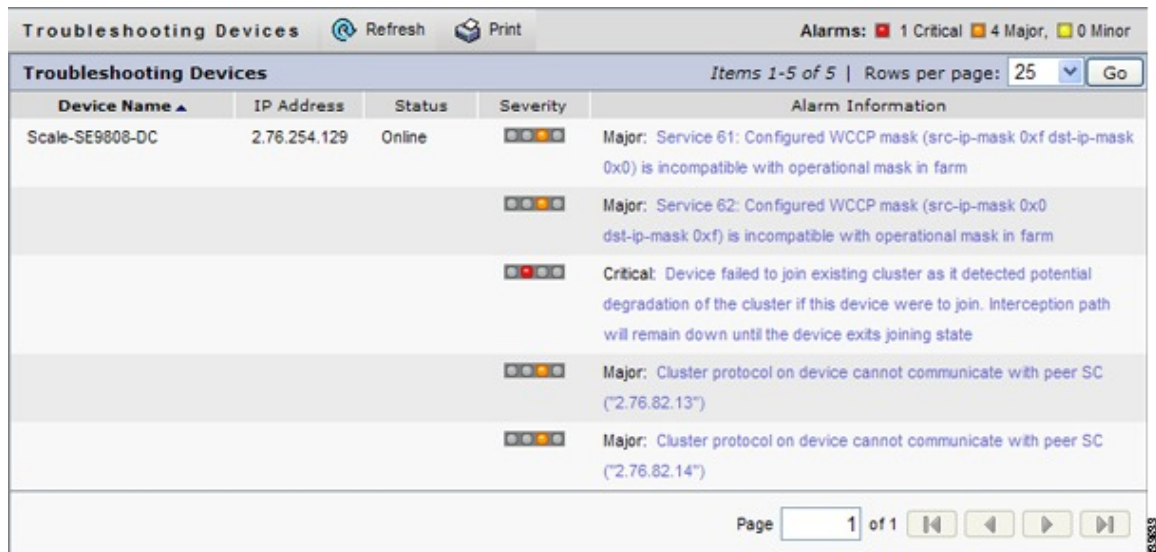 Troubleshooting Devices Refresh Print Alarms: 1 Critical 4 Major, 0 Minor
Troubleshooting Devices Items 1-5 of 5 | Rows per page: 25 Go
Device Name IP Address Status Severity Alarm Information
Scale-SE9808-DC 2.76.254.129 Online Major: Service 61: Configured WCCP mask (src-ip-mask 0xf dst-ip-mask
0x0) is incompatible with operational mask in farm
Major: Service 62: Configured WCCP mask (src-ip-mask 0x0
dst-ip-mask 0xf) is incompatible with operational mask in farm
Critical: Device failed to join existing cluster as it detected potential
degradation of the cluster if this device were to join. Interception path
will remain down until the device exits joining state
Major: Cluster protocol on device cannot communicate with peer SC
("2.76.82.13")
Major: Cluster protocol on device cannot communicate with peer SC
("2.76.82.14")
Page 1 of 1